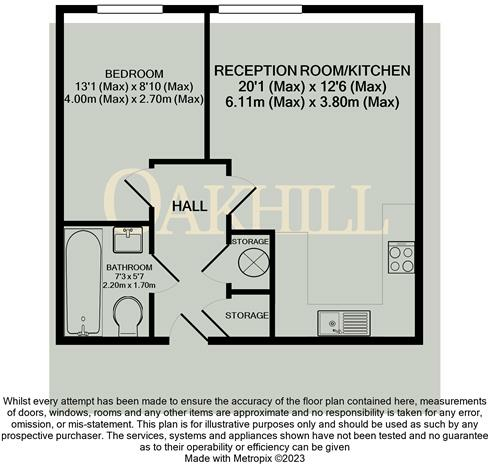 BEDROOM
13'1 (Max) x 8'10 (Max)
4.00m (Max) x 2.70m (Max)
RECEPTION ROOM/KITCHEN
20'1 (Max) x 12'6 (Max)
6.11m (Max) x 3.80m (Max)
OAKHILL
HALL
STORAGE
BATHROOM
7'3 x 5'7
2.20m x 1.70m
STORAGE
Whilst every attempt has been made to ensure the accuracy of the floor plan contained here, measurements
of doors, windows, rooms and any other items are approximate and no responsibility is taken for any error,
omission, or mis-statement. This plan is for illustrative purposes only and should be used as such by any
prospective purchaser. The services, systems and appliances shown have not been tested and no guarantee
as to their operability or efficiency can be given
Made with Metropix ©2023